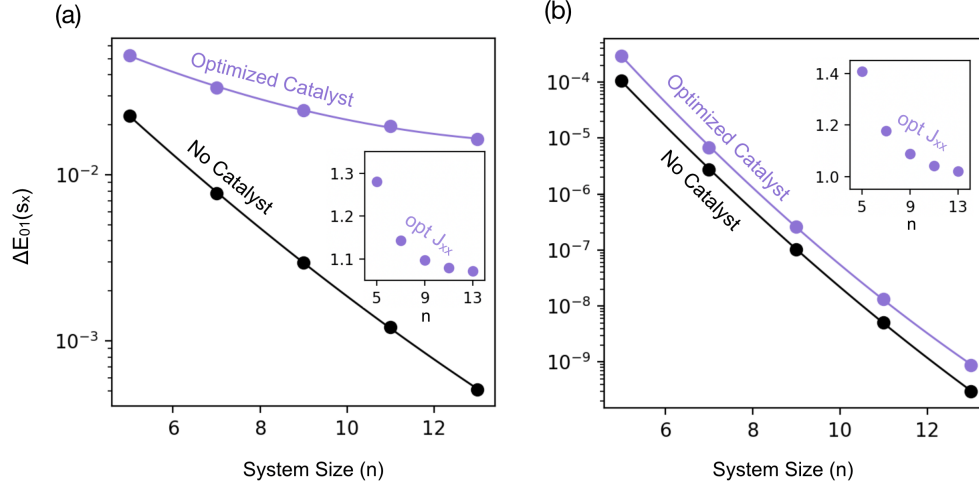 (a)
Optimized Catalyst
No Catalyst
opt J_xx
1.3
1.2
1.1
5 9 13
n
10⁻²
10⁻³
ΔE₀₁(sₓ)
6 8 10 12
System Size (n)
(b)
Optimized Catalyst
No Catalyst
opt J_xx
1.4
1.2
1.0
5 9 13
n
10⁻⁴
10⁻⁵
10⁻⁶
10⁻⁷
10⁻⁸
10⁻⁹
6 8 10 12
System Size (n)